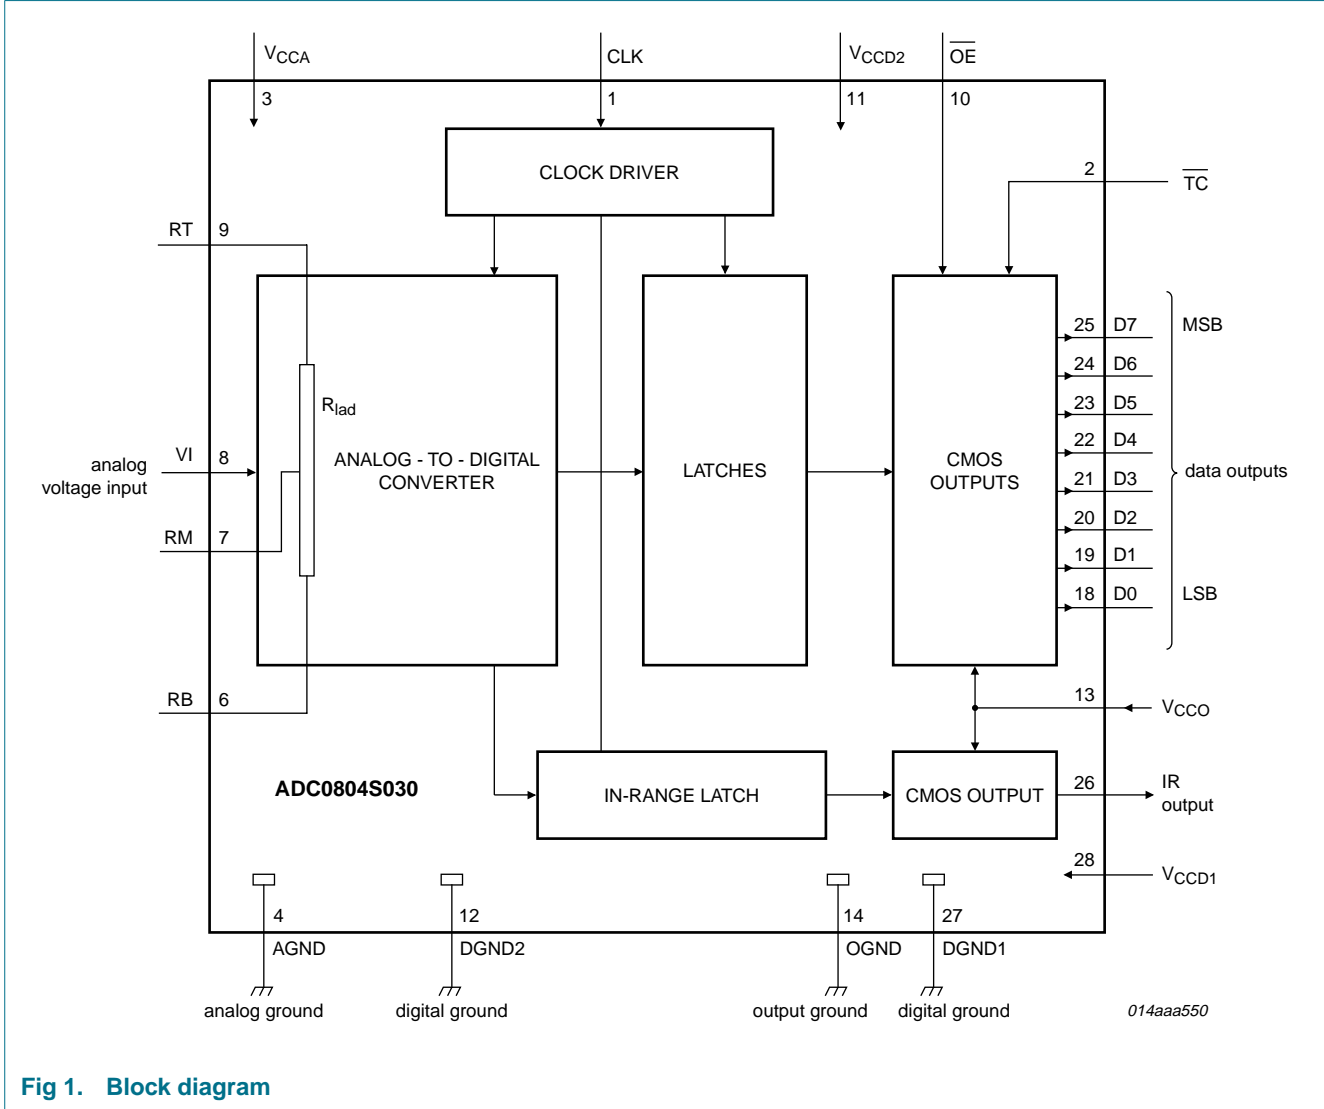 VCCA
CLK
VCCD2
OE
3
1
11
10
CLOCK DRIVER
2
TC
RT
9
25
D7
MSB
24
D6
Rlad
23
D5
VI
8
analog
voltage input
ANALOG - TO - DIGITAL
CONVERTER
LATCHES
CMOS
OUTPUTS
22
D4
data outputs
21
D3
RM
7
20
D2
19
D1
18
D0
LSB
RB
6
13
VCCO
ADC0804S030
IN-RANGE LATCH
CMOS OUTPUT
26
IR
output
28
VCCD1
4
12
14
27
AGND
DGND2
OGND
DGND1
analog ground
digital ground
output ground
digital ground
014aaa550
Fig 1. Block diagram